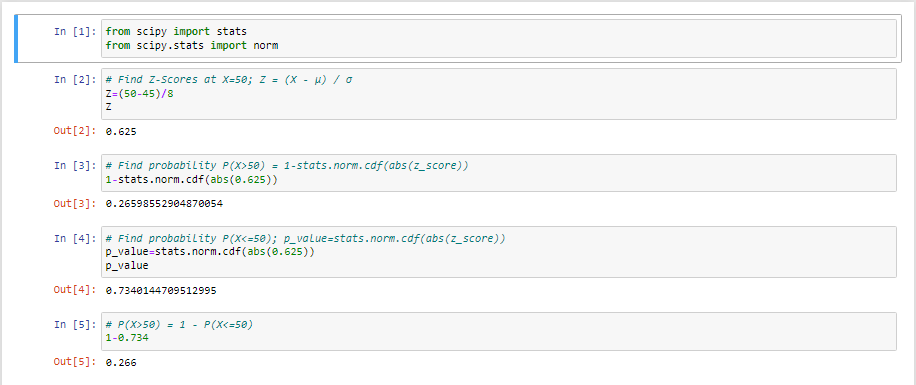 In [1]: from scipy import stats
from scipy.stats import norm
In [2]: # Find Z-Scores at X=50; Z = (X - μ) / σ
Z=(50-45)/8
Z
Out[2]: 0.625
In [3]: # Find probability P(X>50) = 1-stats.norm.cdf(abs(z_score))
1-stats.norm.cdf(abs(0.625))
Out[3]: 0.26598552904870054
In [4]: # Find probability P(X<=50); p_value=stats.norm.cdf(abs(z_score))
p_value=stats.norm.cdf(abs(0.625))
p_value
Out[4]: 0.7340144709512995
In [5]: # P(X>50) = 1 - P(X<=50)
1-0.734
Out[5]: 0.266